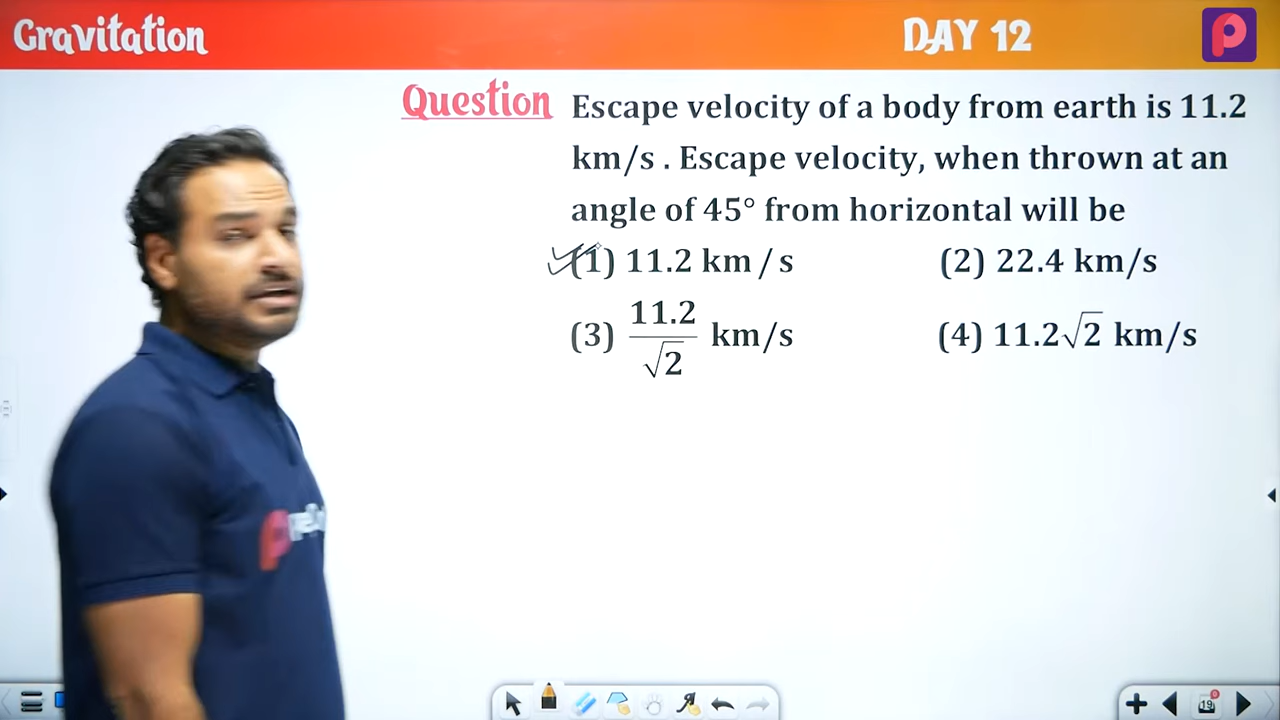 Gravitation
DAY 12
Question Escape velocity of a body from earth is 11.2
km/s . Escape velocity, when thrown at an
angle of 45° from horizontal will be
(1) 11.2 km / s (2) 22.4 km/s
(3) 11.2/√2 km/s (4) 11.2√2 km/s
19